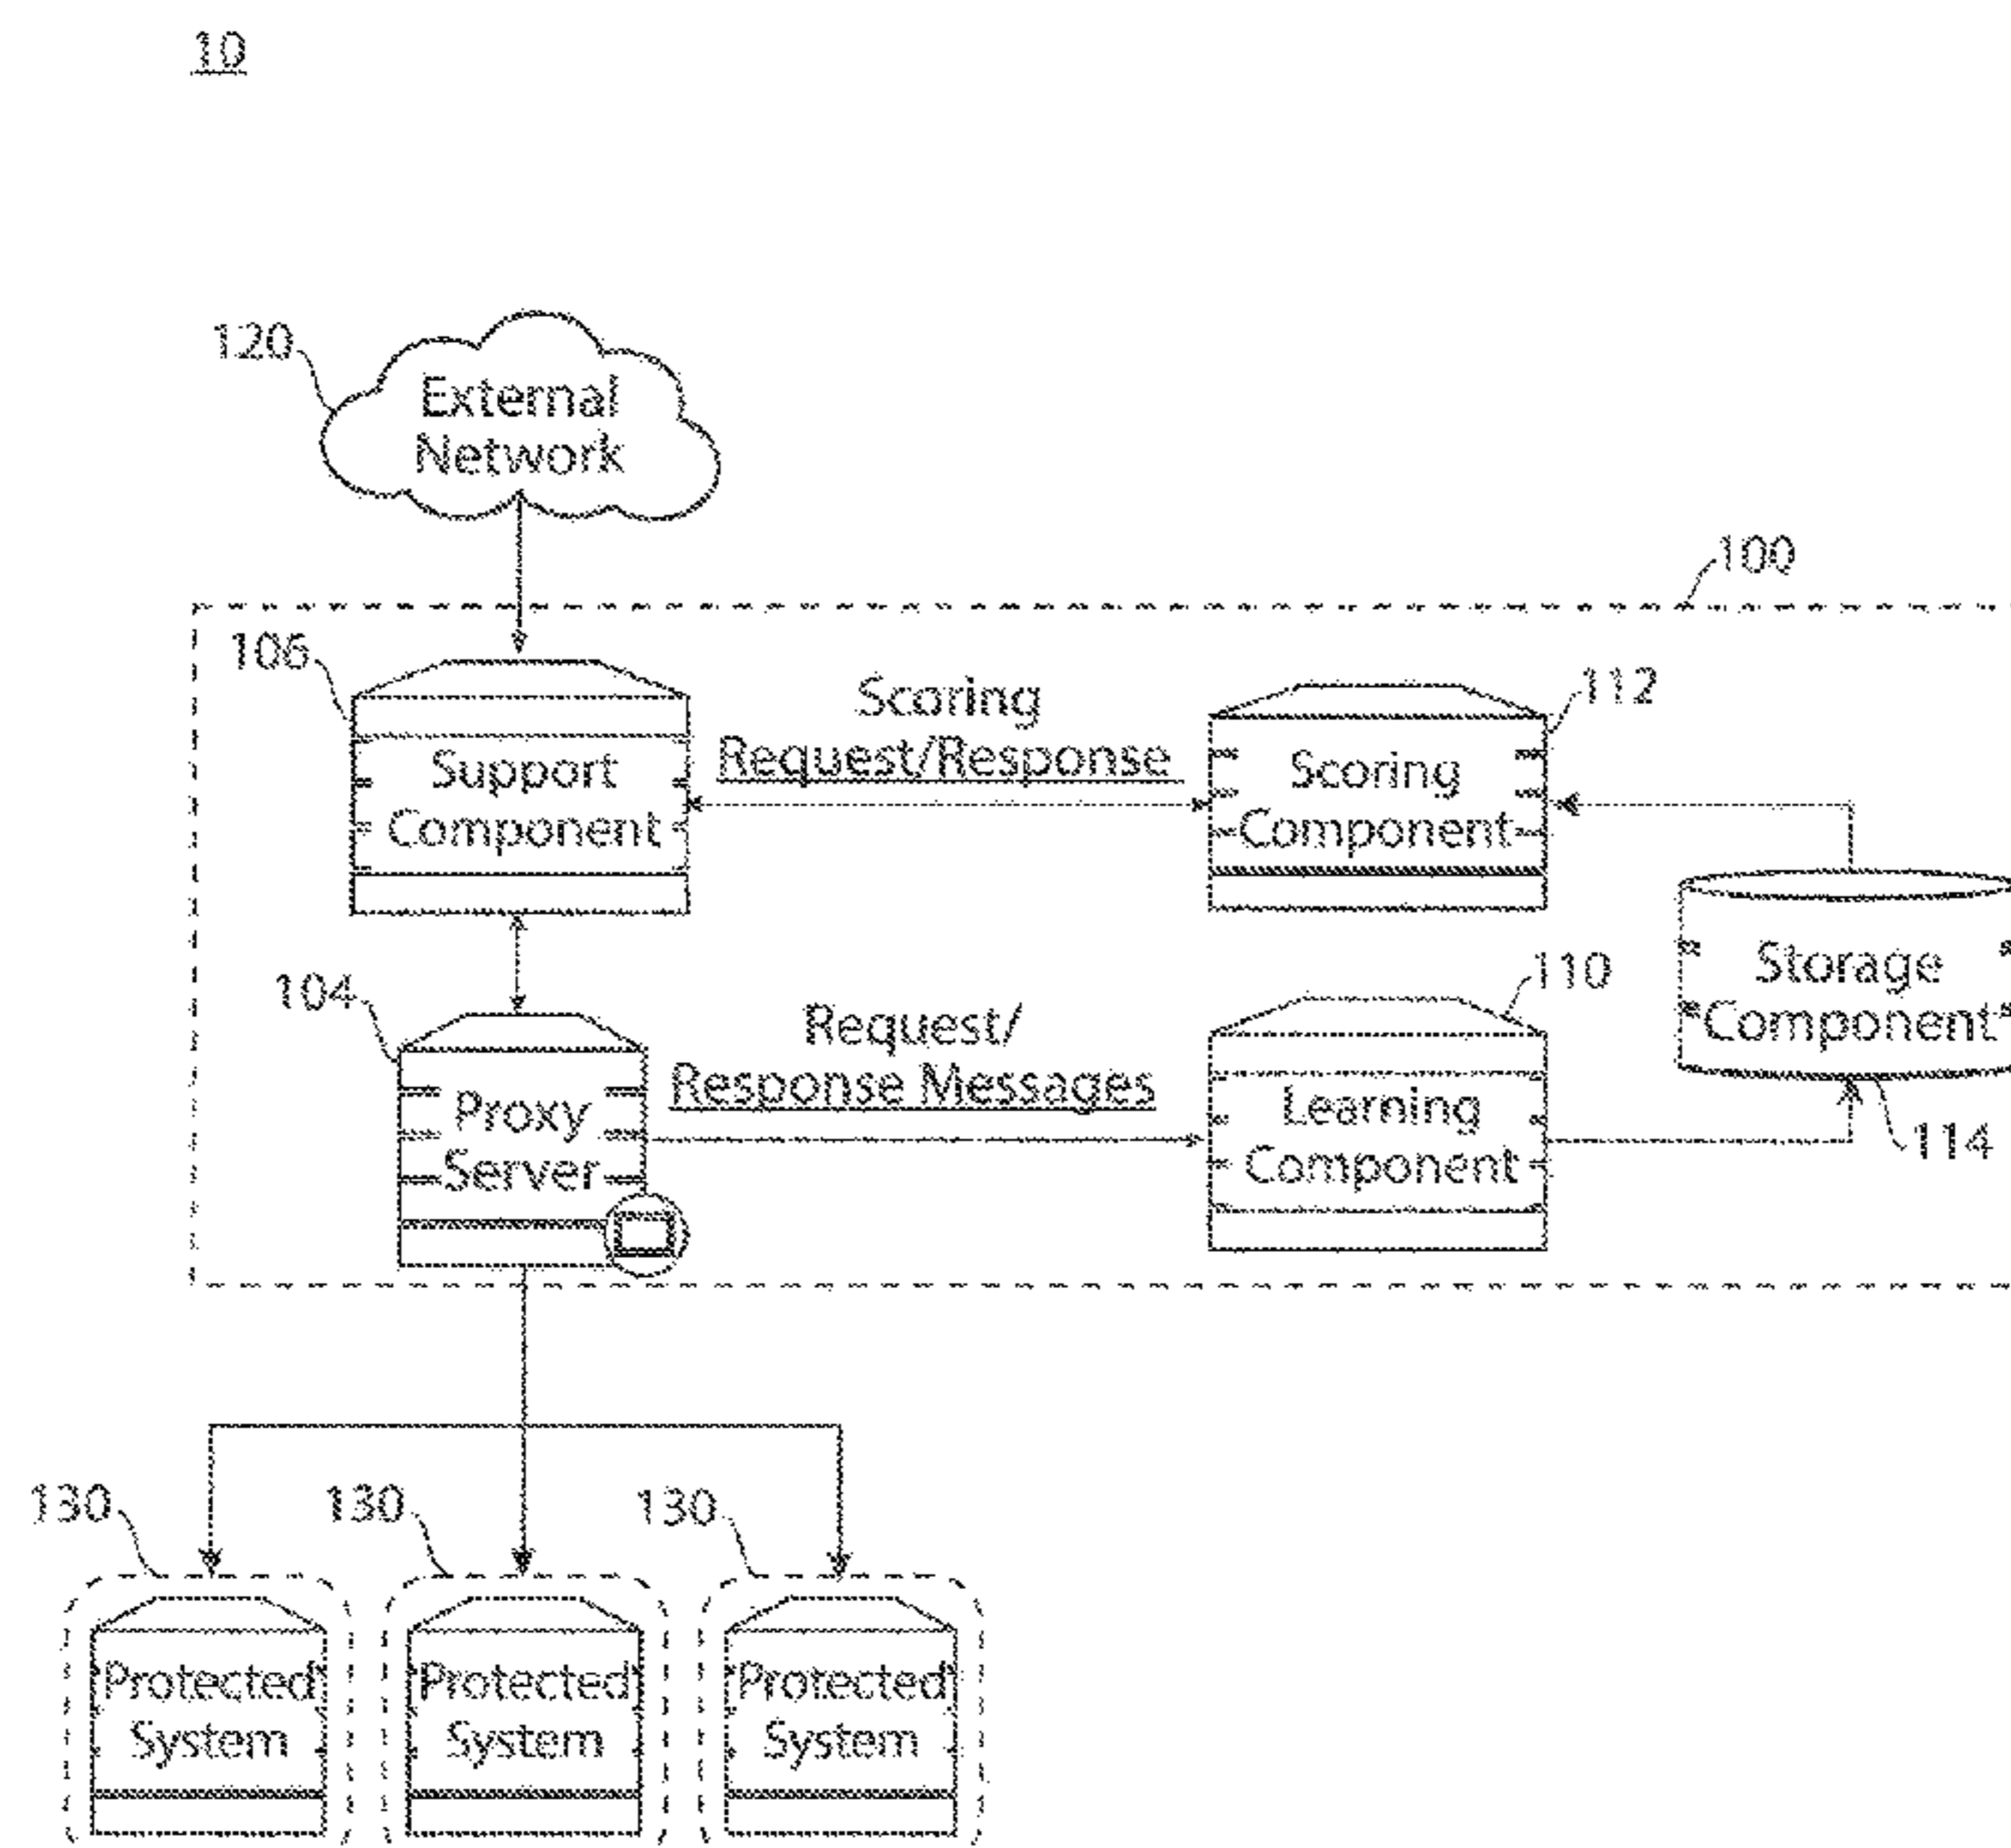 10
120
External
Network
100
106
Support
Component
Scoring
Request/Response
112
Scoring
Component
104
Proxy
Server
Request/
Response Messages
110
Learning
Component
Storage
Component
114
130
130
130
Protected
System
Protected
System
Protected
System